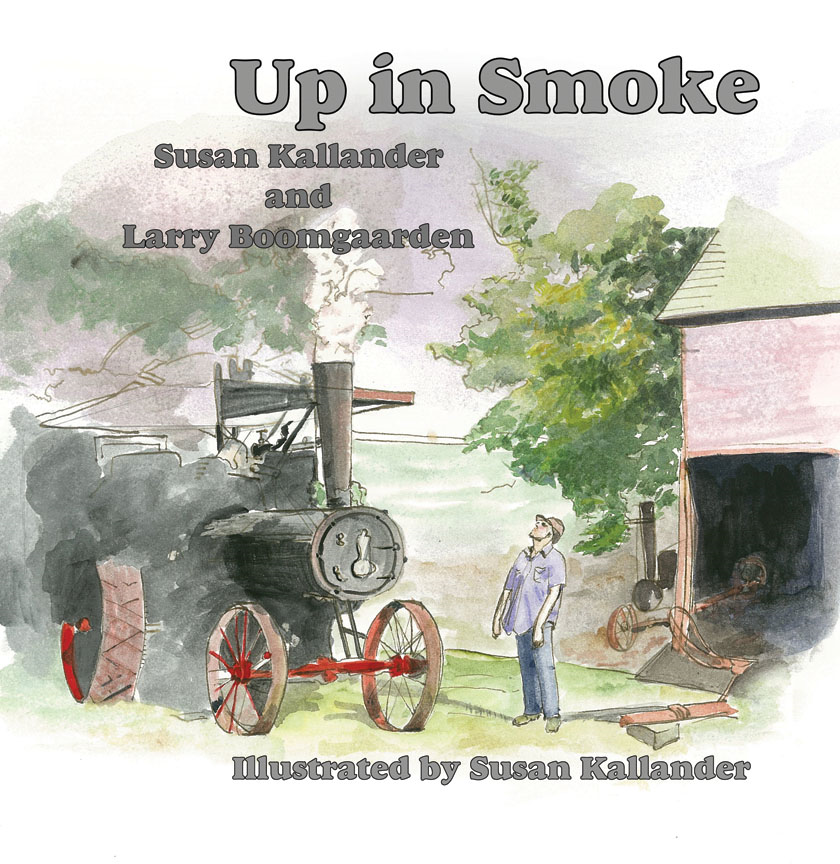 Up in Smoke
Susan Kallander
and
Larry Boomgaarden
Illustrated by Susan Kallander